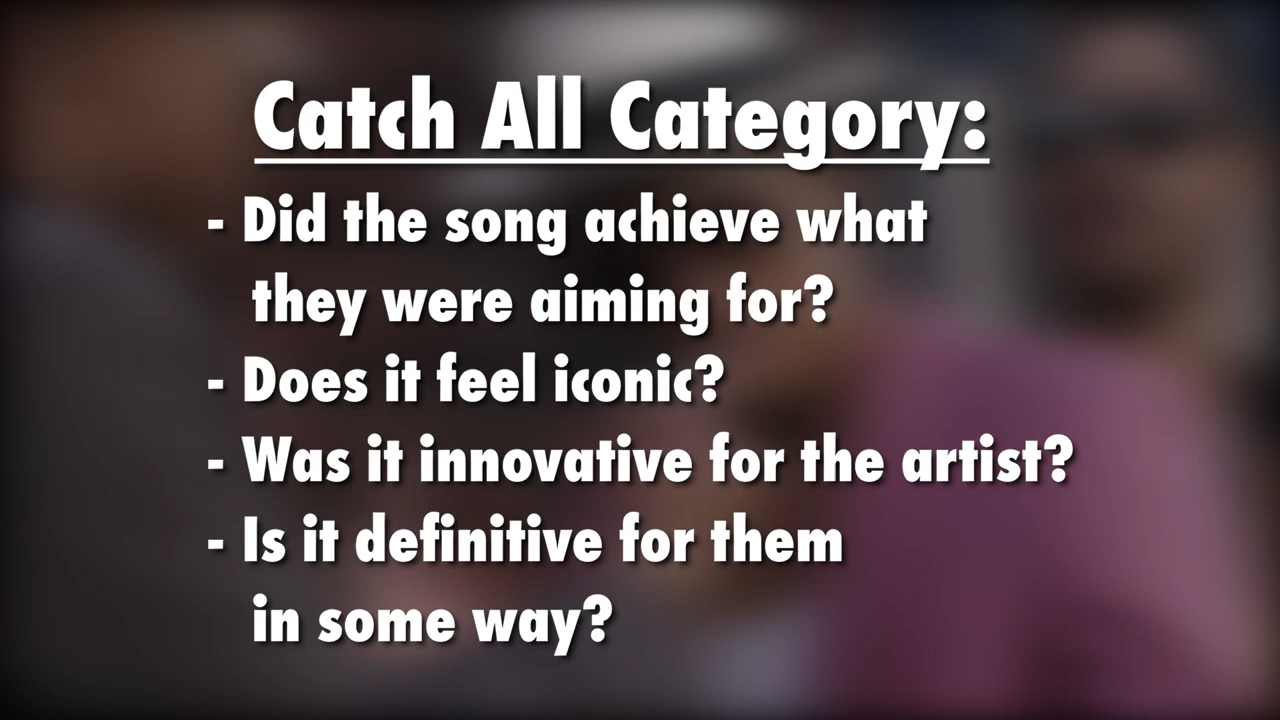 Catch All Category:
- Did the song achieve what
they were aiming for?
- Does it feel iconic?
- Was it innovative for the artist?
- Is it definitive for them
in some way?